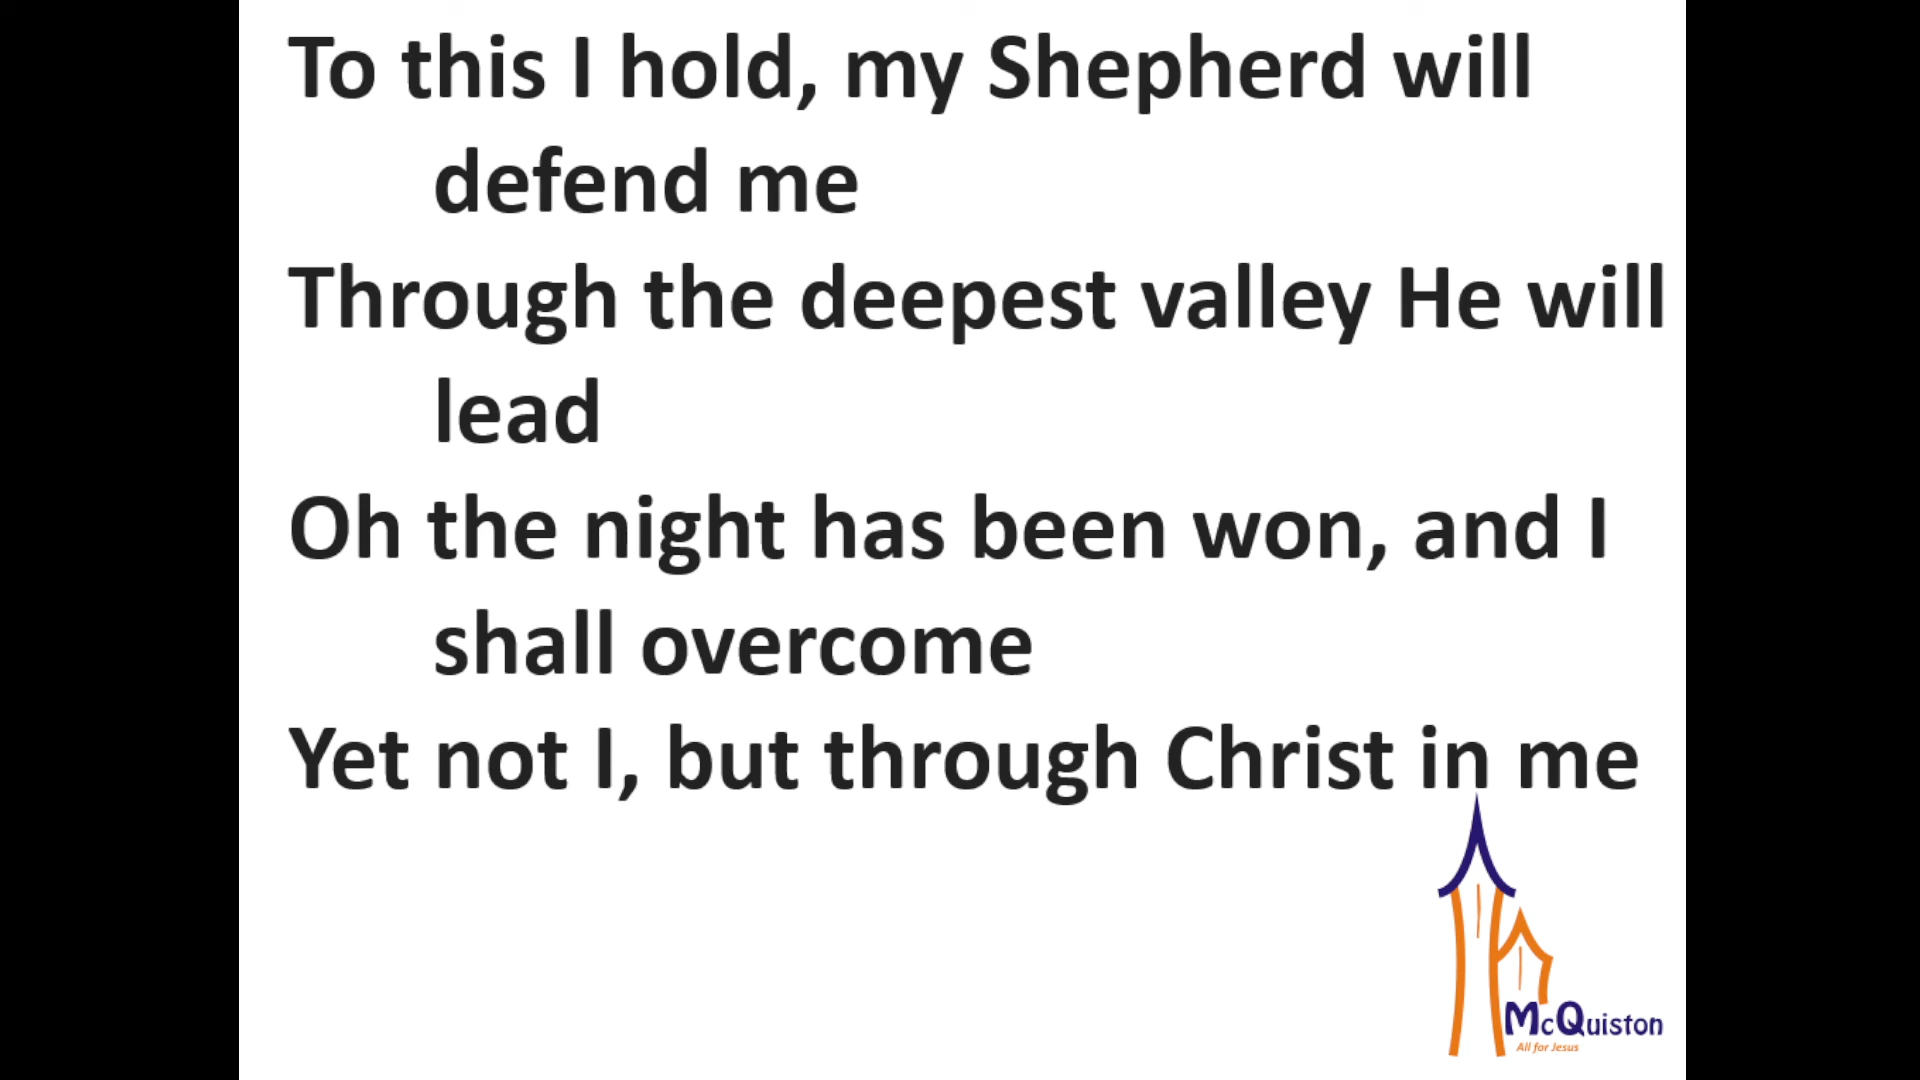 To this I hold, my Shepherd will
defend me
Through the deepest valley He will
lead
Oh the night has been won, and I
shall overcome
Yet not I, but through Christ in me
McQuiston
All for Jesus